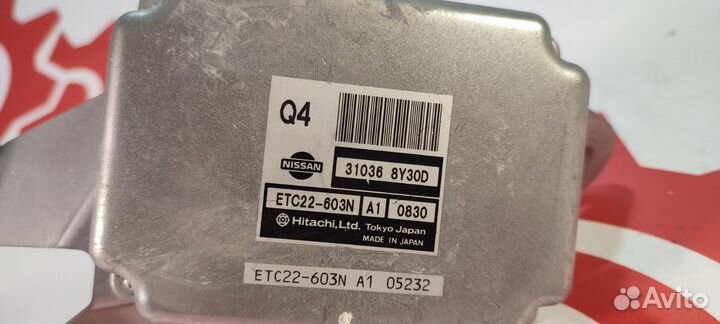 Q4
NISSAN
31036 8Y30D
ETC22-603N A1 0830
Hitachi, Ltd. Tokyo Japan
MADE IN JAPAN
ETC22-603N A1 05232
Avito